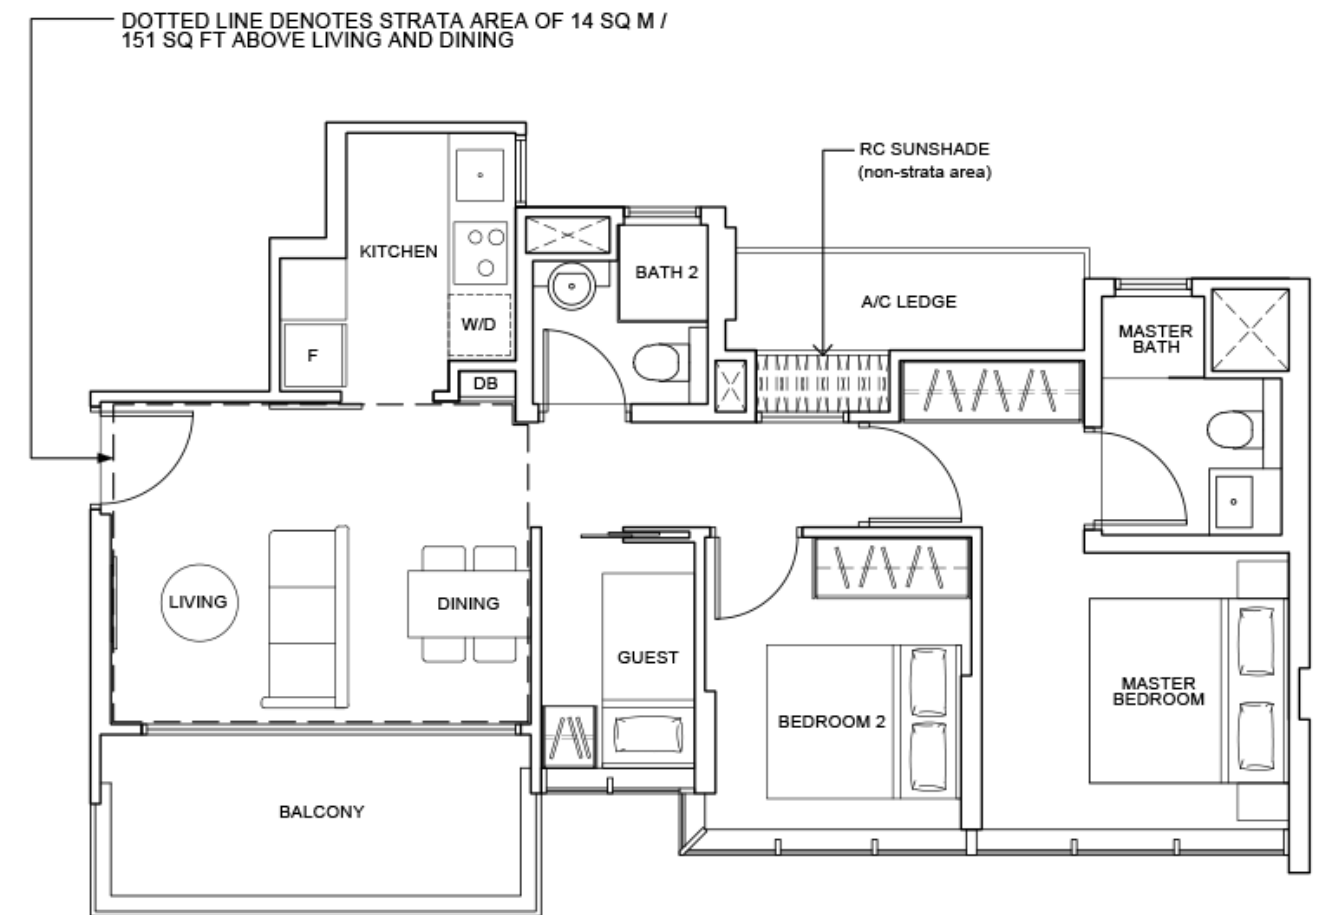 DOTTED LINE DENOTES STRATA AREA OF 14 SQ M /
151 SQ FT ABOVE LIVING AND DINING
RC SUNSHADE
(non-strata area)
KITCHEN
BATH 2
A/C LEDGE
W/D
MASTER
BATH
F
DB
LIVING
DINING
GUEST
BEDROOM 2
MASTER
BEDROOM
BALCONY